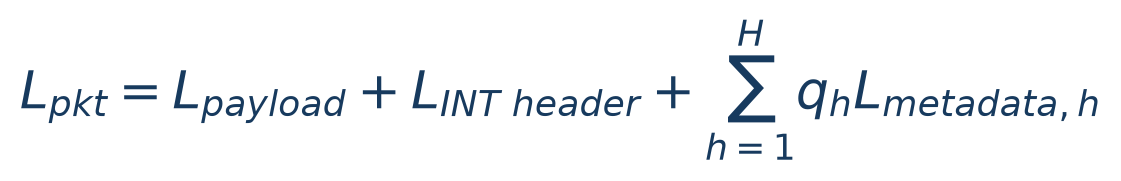 L_{pkt} = L_{payload} + L_{INT header} + \sum_{h=1}^{H} q_h L_{metadata,h}